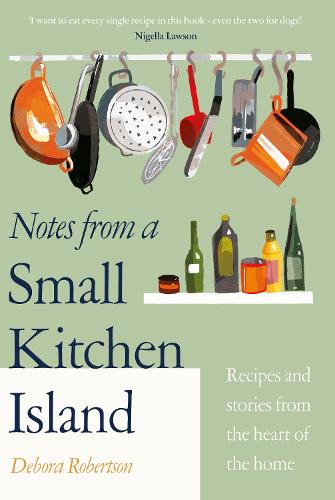 'I want to eat every single recipe in this book - even the two for dogs!'
Nigella Lawson
Notes from a
Small
Kitchen
Island
Debora Robertson
Recipes and
stories from
the heart of
the home